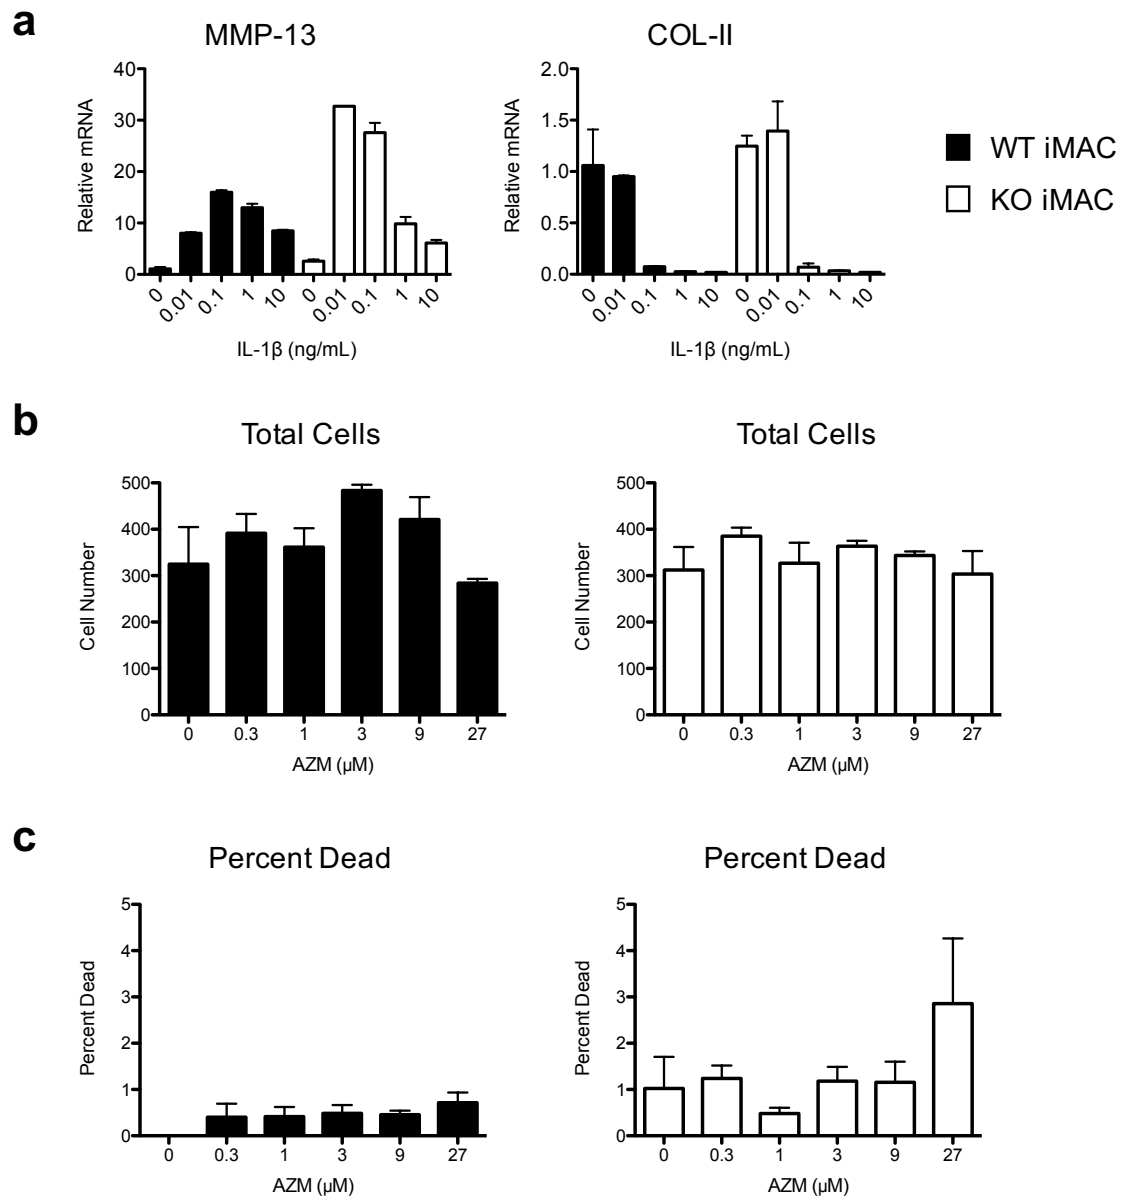 a
MMP-13
COL-II
Relative mRNA
40
30
20
10
0
0 0.01 0.1 1 10 0 0.01 0.1 1 10
IL-1β (ng/mL)
Relative mRNA
2.0
1.5
1.0
0.5
0.0
0 0.01 0.1 1 10 0 0.01 0.1 1 10
IL-1β (ng/mL)
WT iMAC
KO iMAC
b
Total Cells
Cell Number
500
400
300
200
100
0
0 0.3 1 3 9 27
AZM (µM)
Total Cells
Cell Number
500
400
300
200
100
0
0 0.3 1 3 9 27
AZM (µM)
c
Percent Dead
Percent Dead
5
4
3
2
1
0
0 0.3 1 3 9 27
AZM (µM)
Percent Dead
Percent Dead
5
4
3
2
1
0
0 0.3 1 3 9 27
AZM (µM)